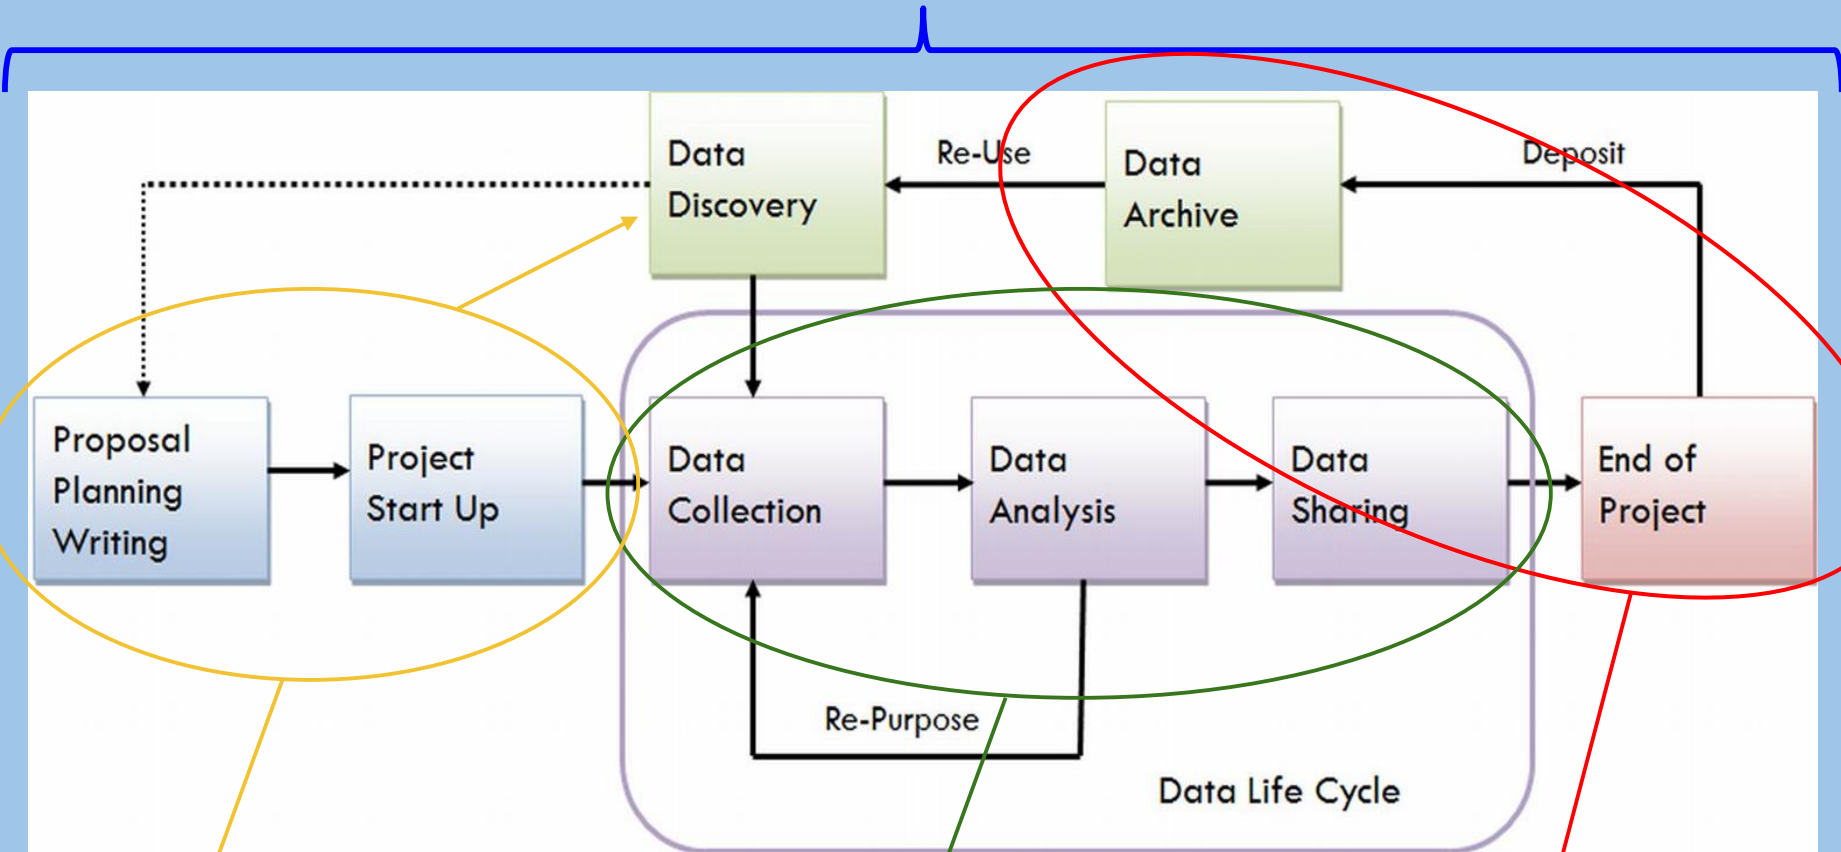 Data
Discovery
Re-Use
Data
Archive
Deposit
Proposal
Planning
Writing
Project
Start Up
Data
Collection
Data
Analysis
Data
Sharing
End of
Project
Re-Purpose
Data Life Cycle